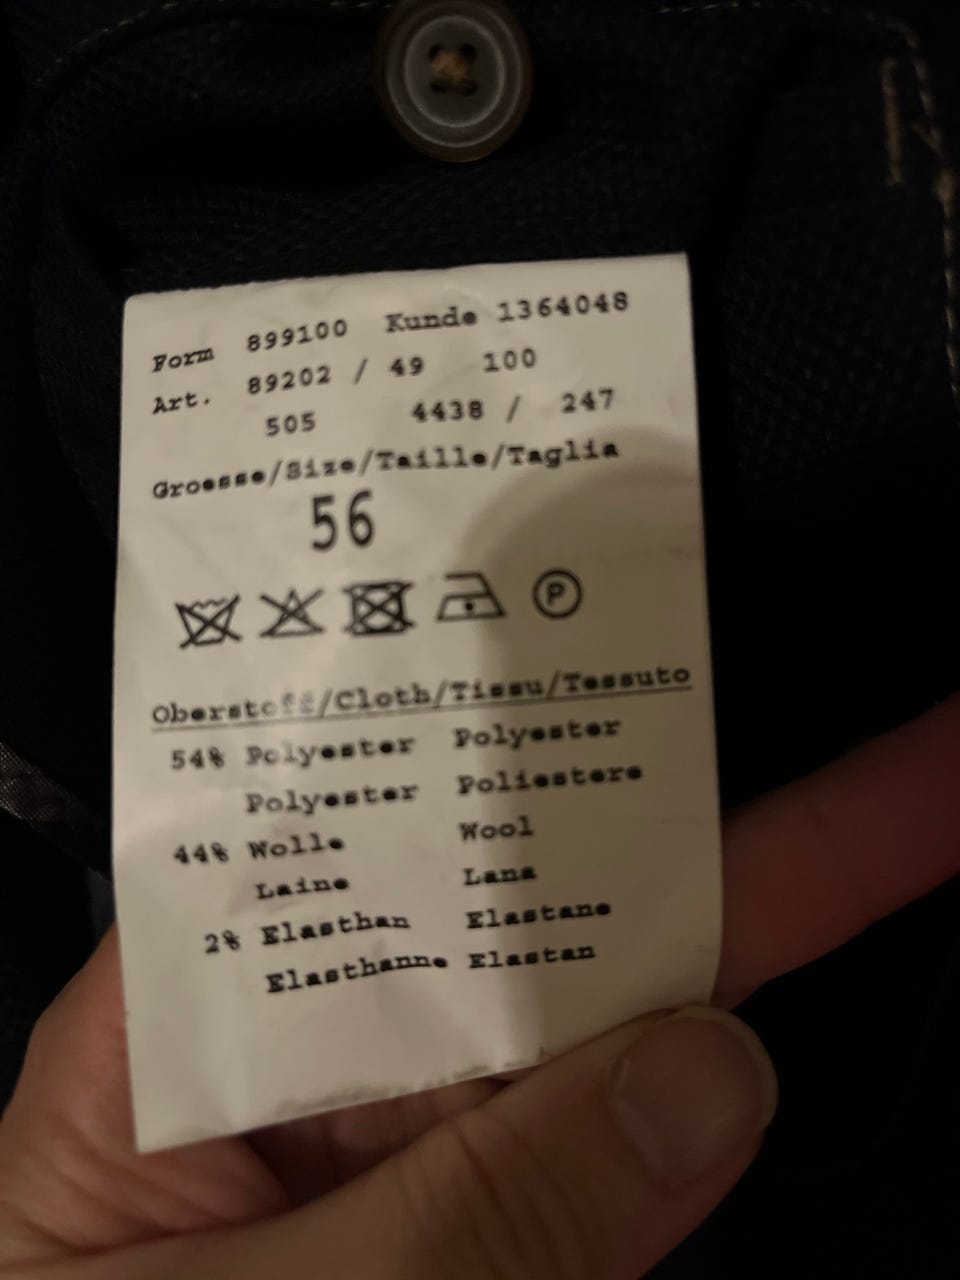 Form 899100 Kunde 1364048
Art. 89202 / 49 100
505 4438 / 247
Groesse/Size/Taille/Taglia
56
P
Oberstoff/Cloth/Tissu/Tessuto
54% Polyester Polyester
Polyester Poliestere
44% Wolle Wool
Laine Lana
2% Elasthan Elastane
Elasthanne Elastan